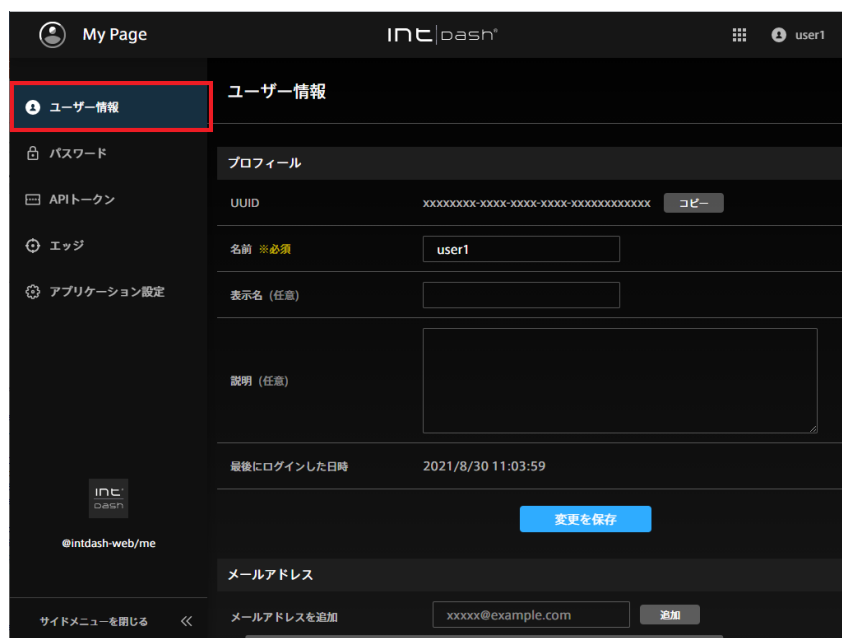 My Page
intDash
user1
ユーザー情報
パスワード
APIトークン
エッジ
アプリケーション設定
int
Dash
@intdash-web/me
サイドメニューを閉じる
ユーザー情報
プロフィール
UUID xxxxxxxx-xxxx-xxxx-xxxx-xxxxxxxxxxxx コピー
名前 ※必須 user1
表示名 (任意)
説明 (任意)
最後にログインした日時 2021/8/30 11:03:59
変更を保存
メールアドレス
メールアドレスを追加 xxxxx@example.com 追加